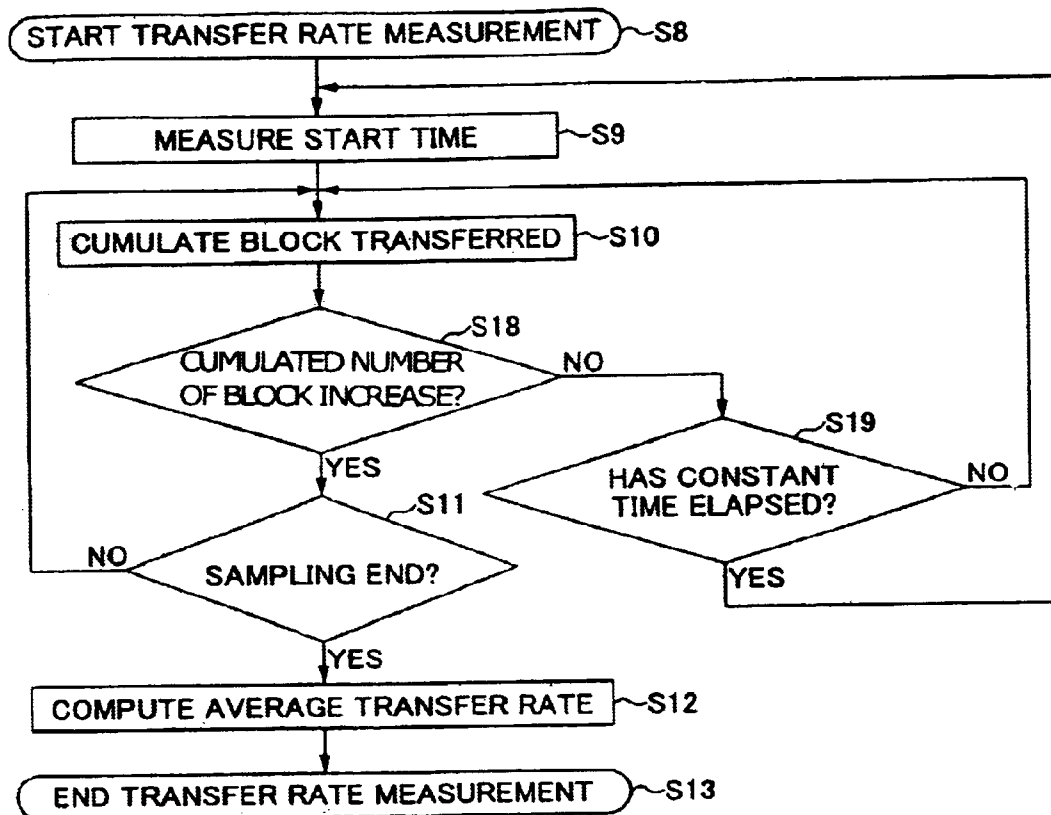 START TRANSFER RATE MEASUREMENT
S8
MEASURE START TIME
S9
CUMULATE BLOCK TRANSFERRED
S10
S18
CUMULATED NUMBER
OF BLOCK INCREASE?
NO
YES
S19
HAS CONSTANT
TIME ELAPSED?
NO
YES
S11
SAMPLING END?
NO
YES
COMPUTE AVERAGE TRANSFER RATE
S12
END TRANSFER RATE MEASUREMENT
S13